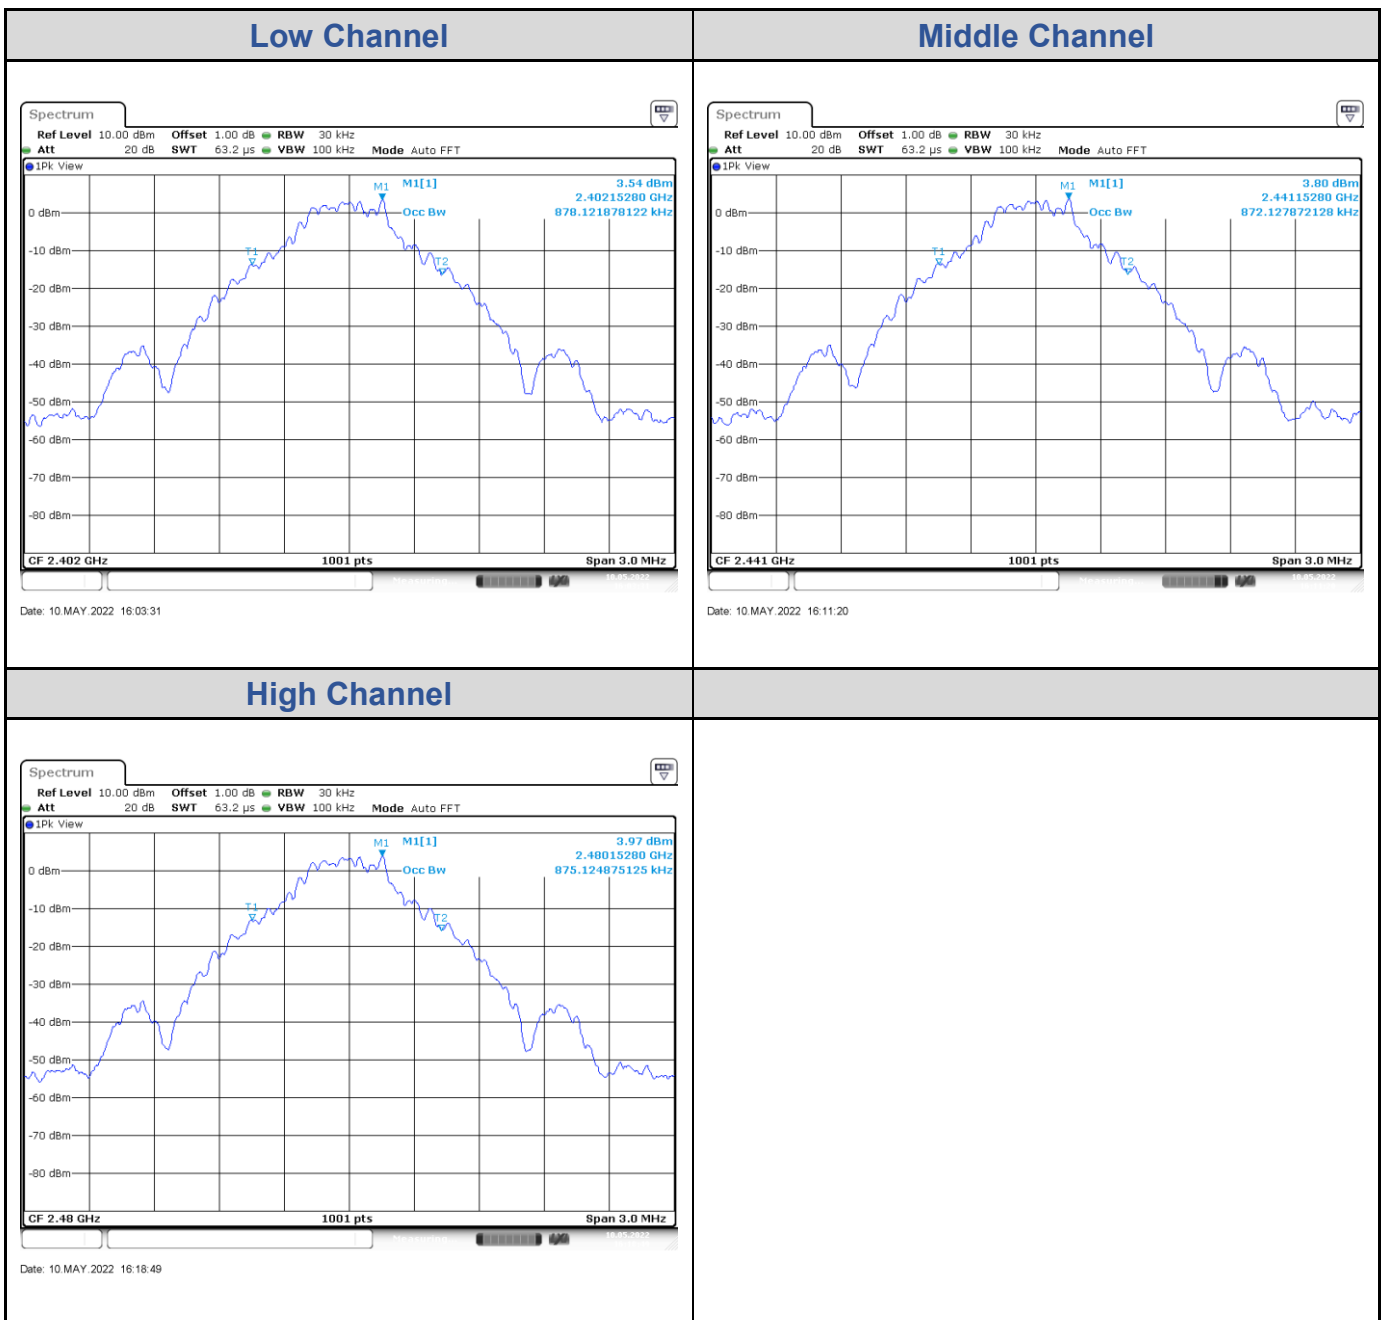 Low Channel
Middle Channel
Spectrum
Ref Level 10.00 dBm Offset 1.00 dB RBW 30 kHz
Att 20 dB SWT 63.2 µs VBW 100 kHz Mode Auto FFT
1Pk View
M1 M1[1] 3.54 dBm
2.40215280 GHz
0 dBm Occ Bw 878.121878122 kHz
-10 dBm T1
T2
-20 dBm
-30 dBm
-40 dBm
-50 dBm
-60 dBm
-70 dBm
-80 dBm
CF 2.402 GHz 1001 pts Span 3.0 MHz
Measuring 10.05.2022
Date: 10.MAY.2022 16:03:31
Spectrum
Ref Level 10.00 dBm Offset 1.00 dB RBW 30 kHz
Att 20 dB SWT 63.2 µs VBW 100 kHz Mode Auto FFT
1Pk View
M1 M1[1] 3.80 dBm
2.44115280 GHz
0 dBm Occ Bw 872.127872128 kHz
-10 dBm T1
T2
-20 dBm
-30 dBm
-40 dBm
-50 dBm
-60 dBm
-70 dBm
-80 dBm
CF 2.441 GHz 1001 pts Span 3.0 MHz
Measuring 10.05.2022
Date: 10.MAY.2022 16:11:20
High Channel
Spectrum
Ref Level 10.00 dBm Offset 1.00 dB RBW 30 kHz
Att 20 dB SWT 63.2 µs VBW 100 kHz Mode Auto FFT
1Pk View
M1 M1[1] 3.97 dBm
2.48015280 GHz
0 dBm Occ Bw 875.124875125 kHz
-10 dBm T1
T2
-20 dBm
-30 dBm
-40 dBm
-50 dBm
-60 dBm
-70 dBm
-80 dBm
CF 2.48 GHz 1001 pts Span 3.0 MHz
Measuring 10.05.2022
Date: 10.MAY.2022 16:18:49